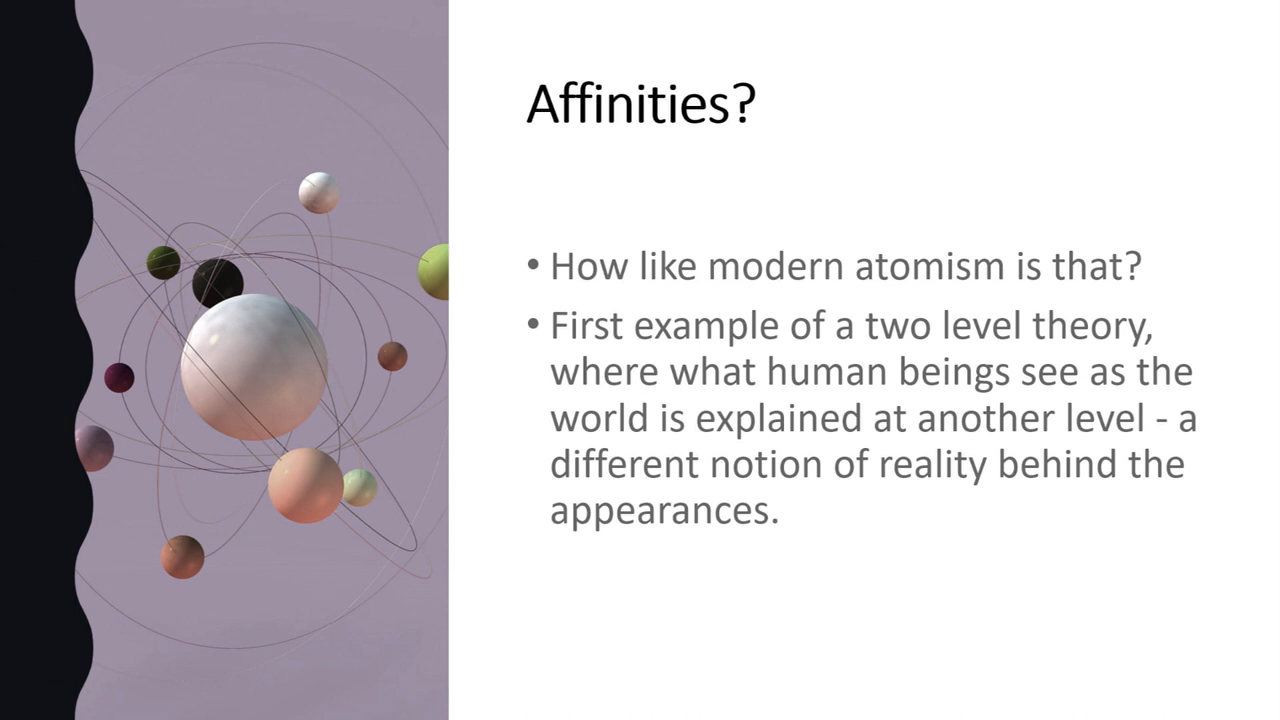 Affinities?
• How like modern atomism is that?
• First example of a two level theory,
where what human beings see as the
world is explained at another level - a
different notion of reality behind the
appearances.